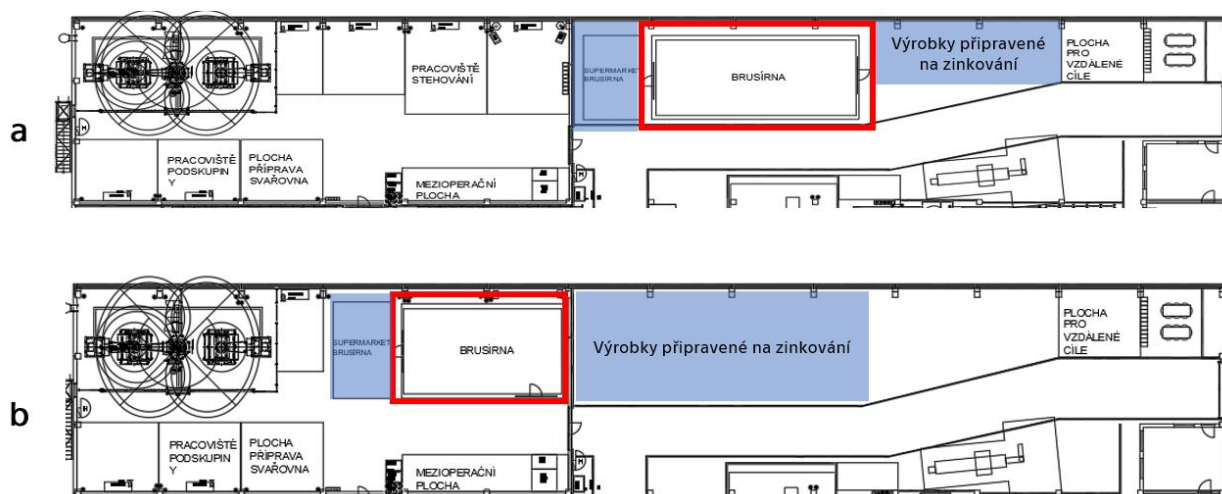 a
PRACOVIŠTĚ
STEHOVÁNÍ
SUPERMARKET
BRUSÍRNA
BRUSÍRNA
Výrobky připravené
na zinkování
PLOCHA
PRO
VZDÁLENÉ
CÍLE
H
PRACOVIŠTĚ
PODSKUPIN
Y
PLOCHA
PŘÍPRAVA
SVAŘOVNA
MEZIOPERAČNÍ
PLOCHA
H
b
SUPERMARKET
BRUSÍRNA
BRUSÍRNA
Výrobky připravené na zinkování
PLOCHA
PRO
VZDÁLENÉ
CÍLE
H
PRACOVIŠTĚ
PODSKUPIN
Y
PLOCHA
PŘÍPRAVA
SVAŘOVNA
MEZIOPERAČNÍ
PLOCHA
H